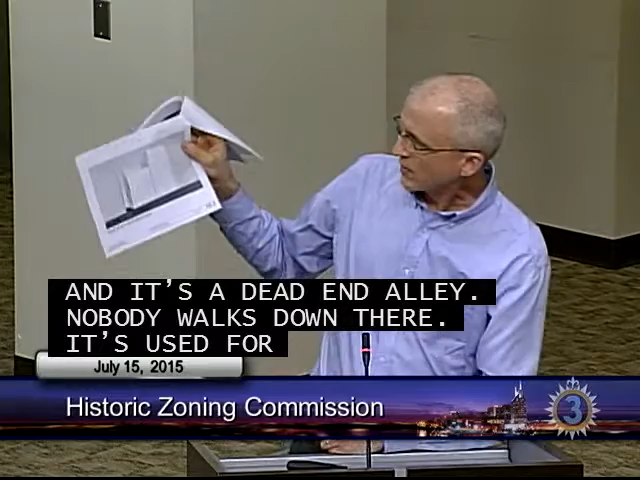 AND IT'S A DEAD END ALLEY.
NOBODY WALKS DOWN THERE.
IT'S USED FOR
July 15, 2015
Historic Zoning Commission
3